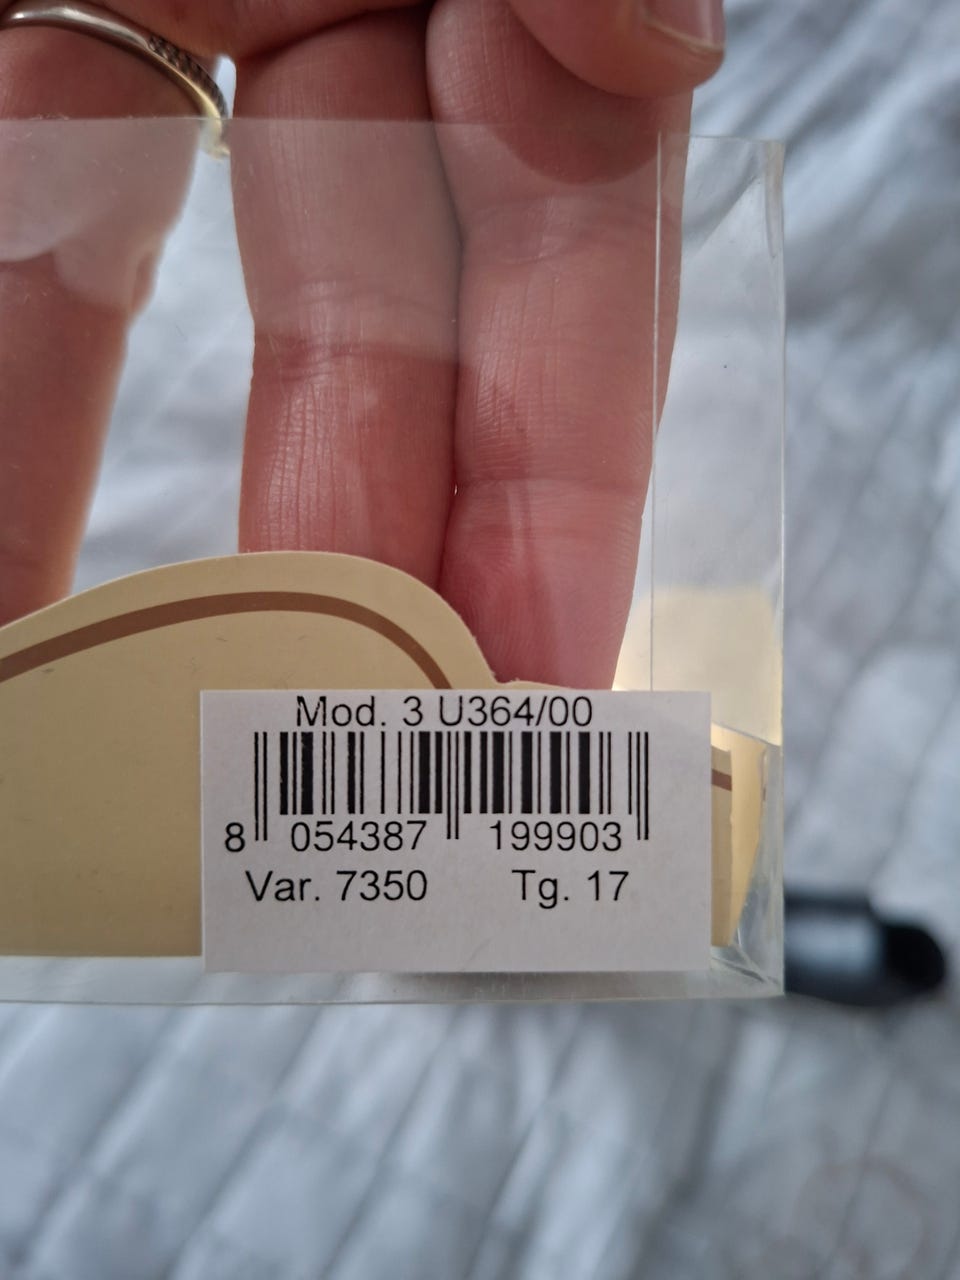 Mod. 3 U364/00
8 054387 199903
Var. 7350 Tg. 17